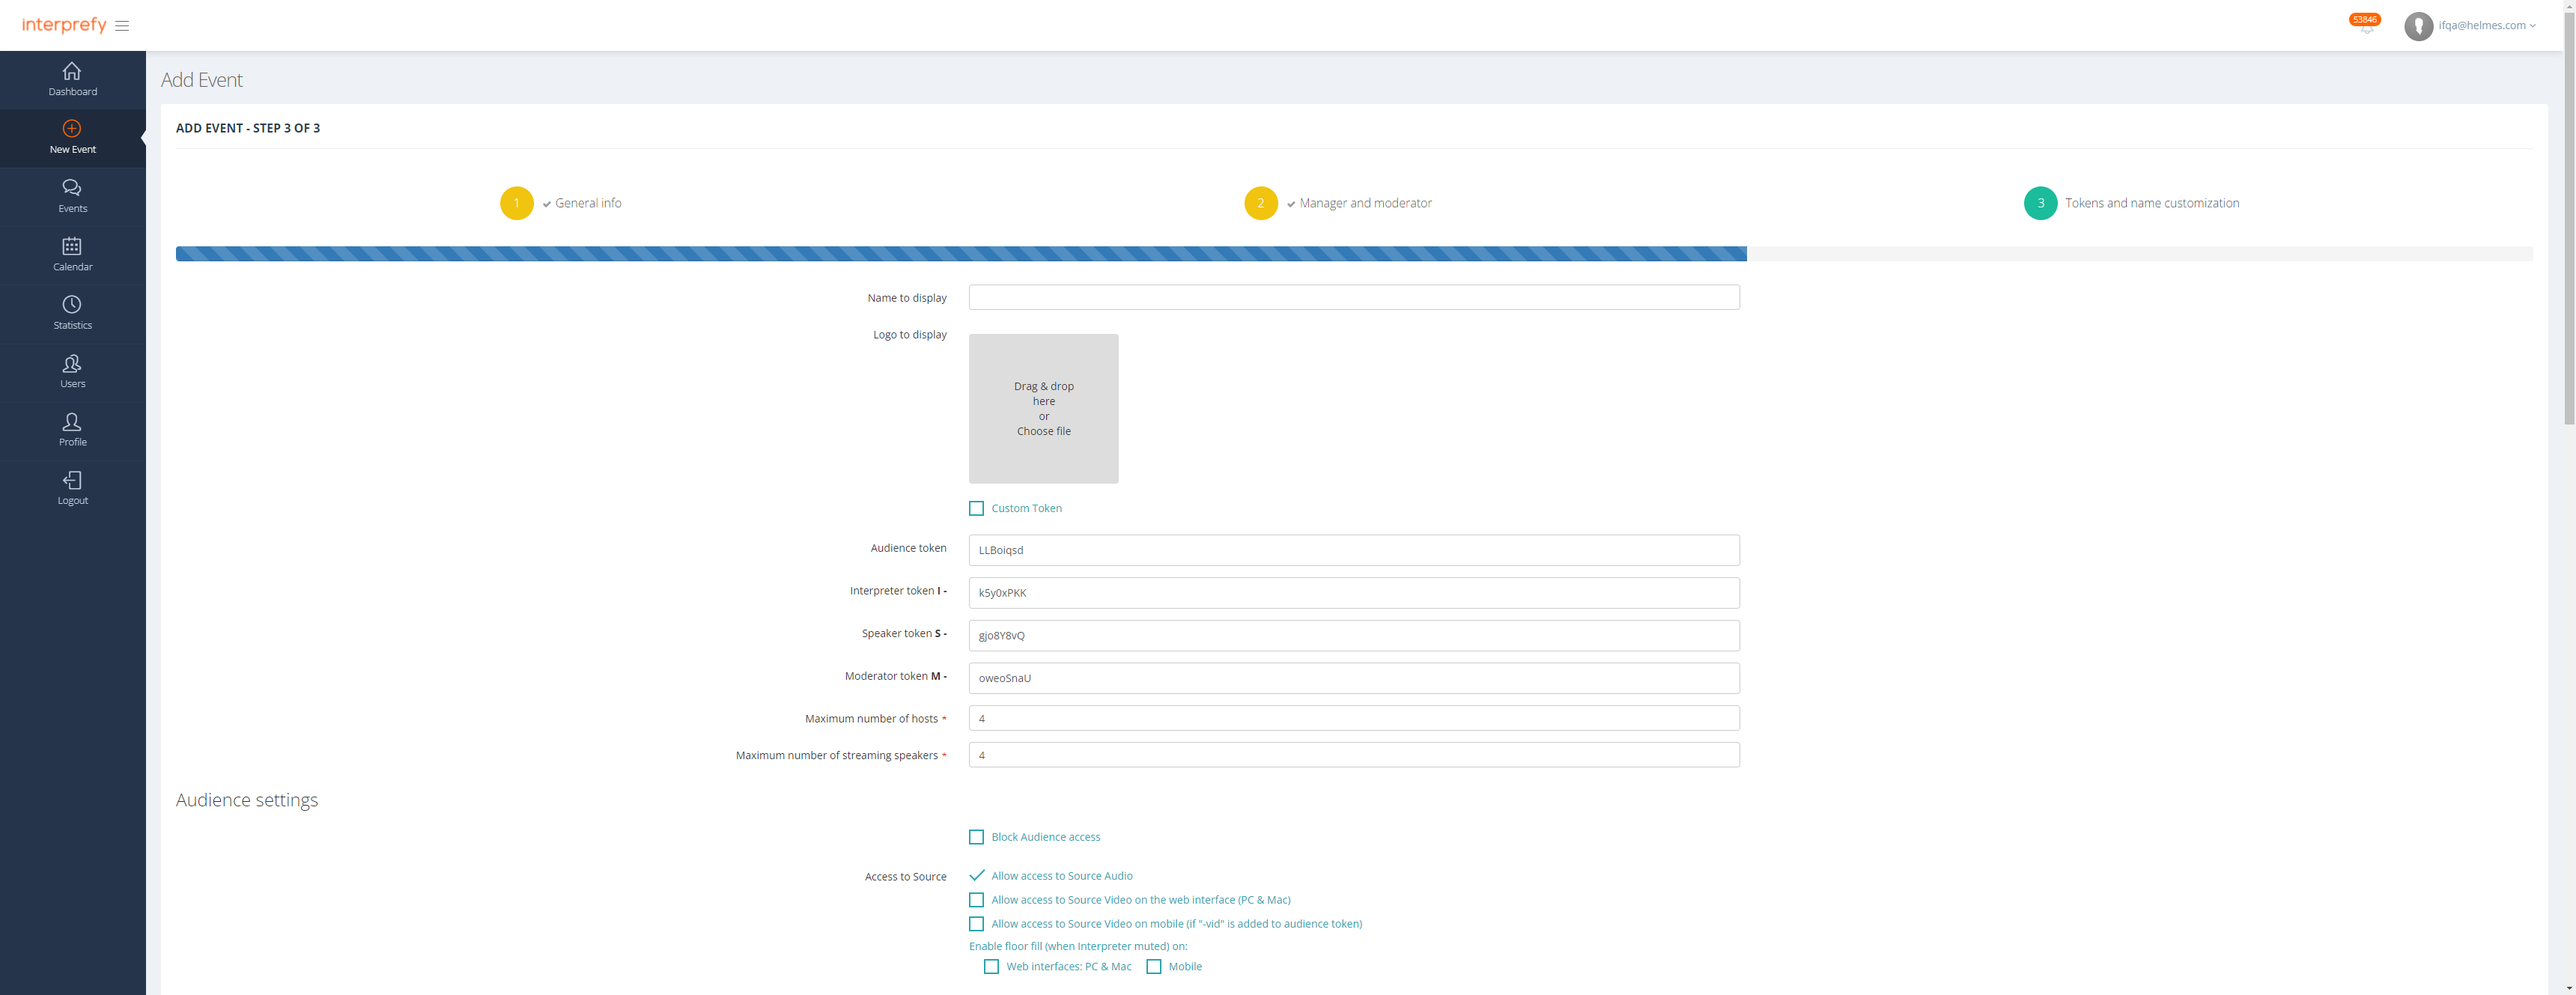 interprefy
53846
ifqa@helmes.com
Dashboard
New Event
Events
Calendar
Statistics
Users
Profile
Logout
Add Event
ADD EVENT - STEP 3 OF 3
1 General info
2 Manager and moderator
3 Tokens and name customization
Name to display
Logo to display
Drag & drop
here
or
Choose file
Custom Token
Audience token LLBoiqsd
Interpreter token I - k5y0xPKK
Speaker token S - gjo8Y8vQ
Moderator token M - oweoSnaU
Maximum number of hosts * 4
Maximum number of streaming speakers * 4
Audience settings
Block Audience access
Access to Source Allow access to Source Audio
Allow access to Source Video on the web interface (PC & Mac)
Allow access to Source Video on mobile (if "-vid" is added to audience token)
Enable floor fill (when Interpreter muted) on:
Web interfaces: PC & Mac Mobile